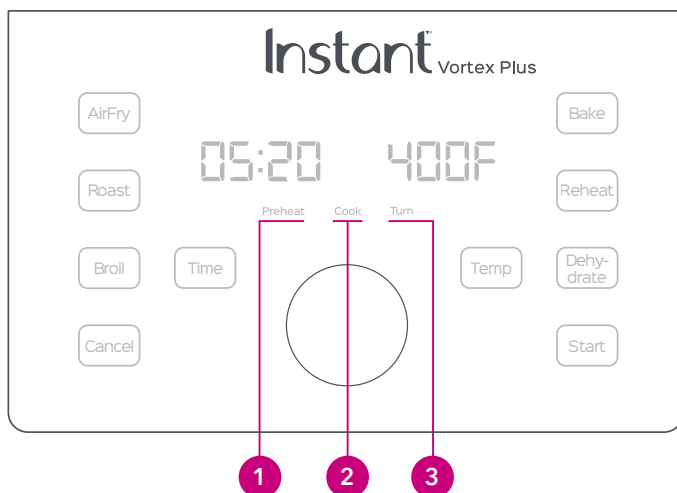 Instant™ Vortex Plus
AirFry
Bake
05:20 400F
Roast
Reheat
Preheat Cook Turn
Broil
Time
Temp
Dehy-
drate
Cancel
Start
1 2 3